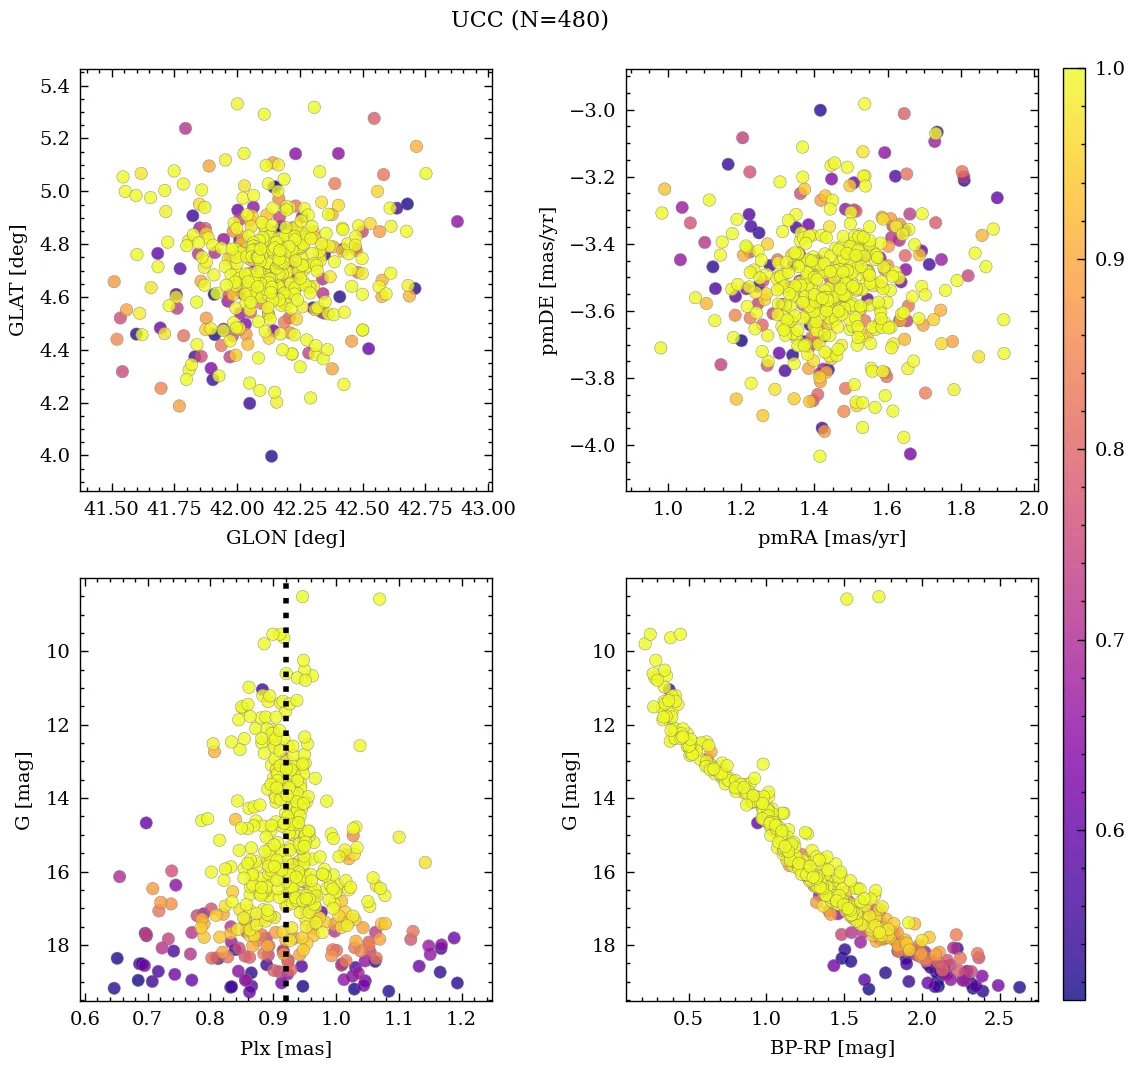 UCC (N=480)
5.4
5.2
5.0
4.8
4.6
4.4
4.2
4.0
GLAT [deg]
41.50 41.75 42.00 42.25 42.50 42.75 43.00
GLON [deg]
−3.0
−3.2
−3.4
−3.6
−3.8
−4.0
pmDE [mas/yr]
1.0 1.2 1.4 1.6 1.8 2.0
pmRA [mas/yr]
1.0
0.9
0.8
0.7
0.6
10
12
14
16
18
G [mag]
0.6 0.7 0.8 0.9 1.0 1.1 1.2
Plx [mas]
10
12
14
16
18
G [mag]
0.5 1.0 1.5 2.0 2.5
BP-RP [mag]